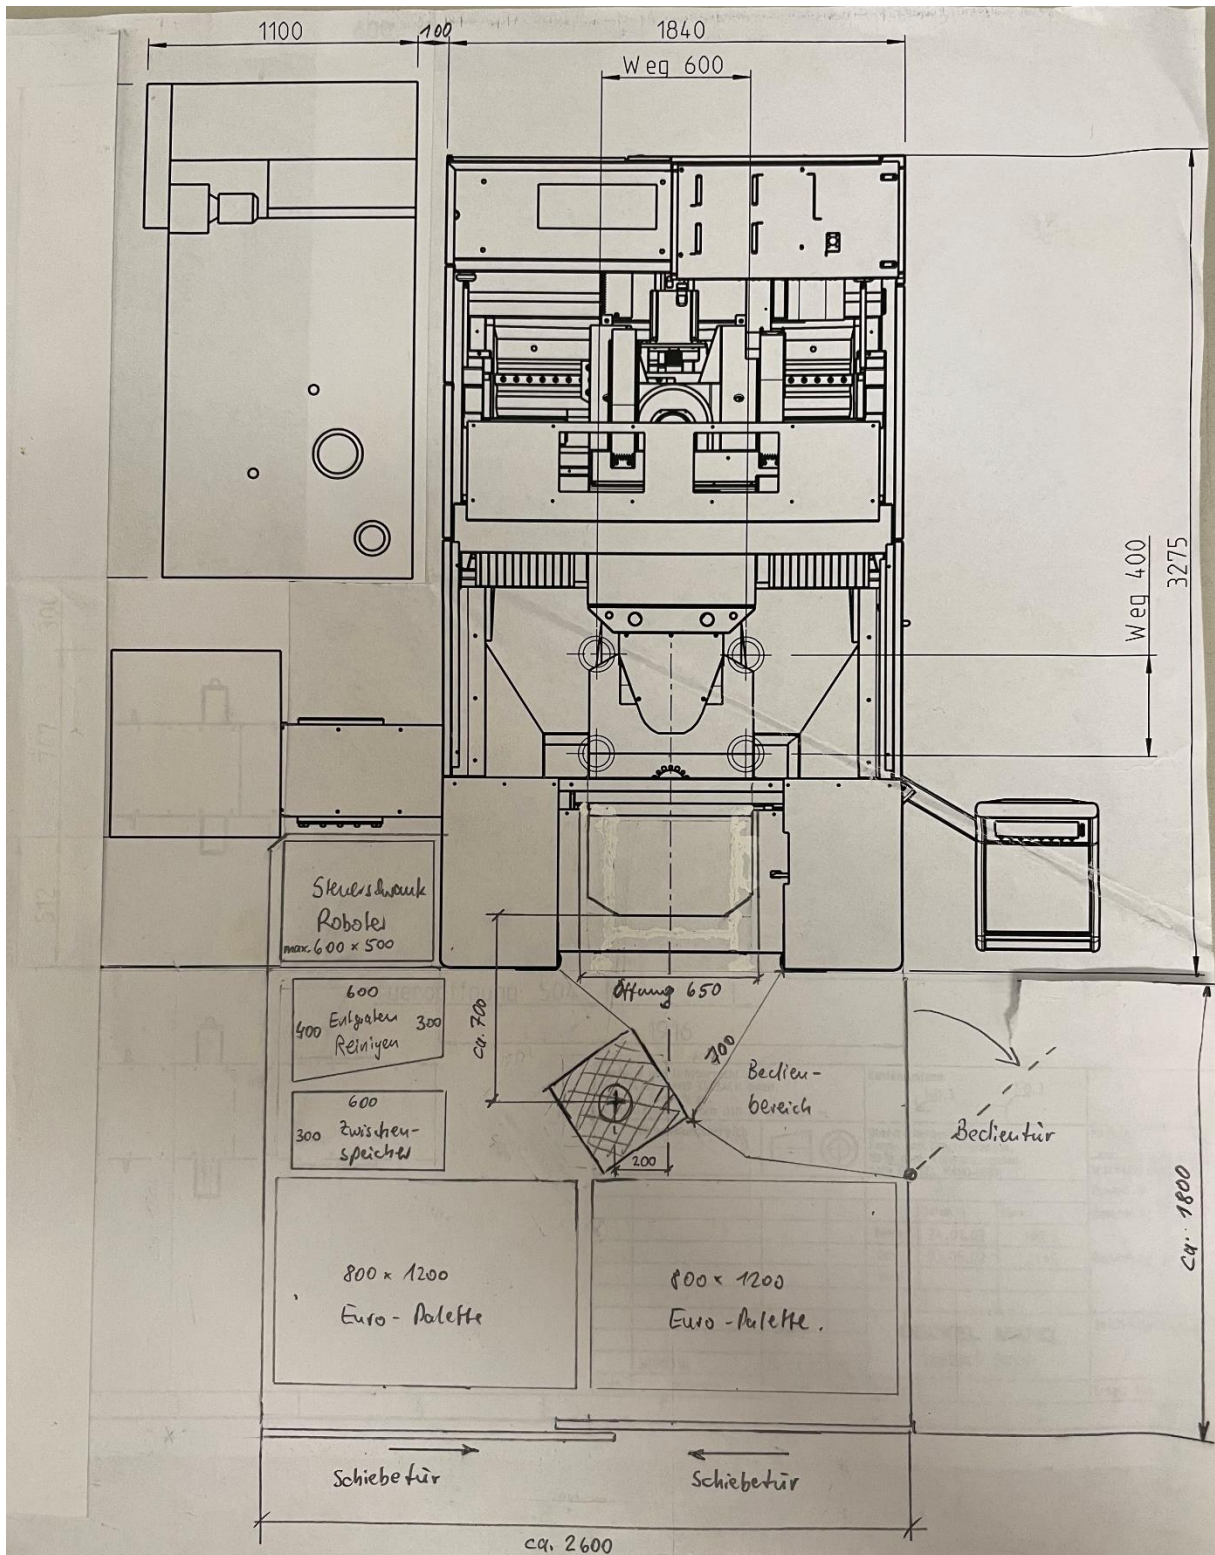 1100
100
1840
Weg 600
Weg 400
3275
Steuerschrank
Roboter
max. 600 x 500
Öffnung 650
600
400 Entgraten 300
Reinigen
ca. 700
700
Bedien-
bereich
Bedientür
600
300 Zwischen-
speicher
200
ca. 1800
800 x 1200
Euro - Palette
800 x 1200
Euro - Palette.
Schiebetür
Schiebetür
ca. 2600